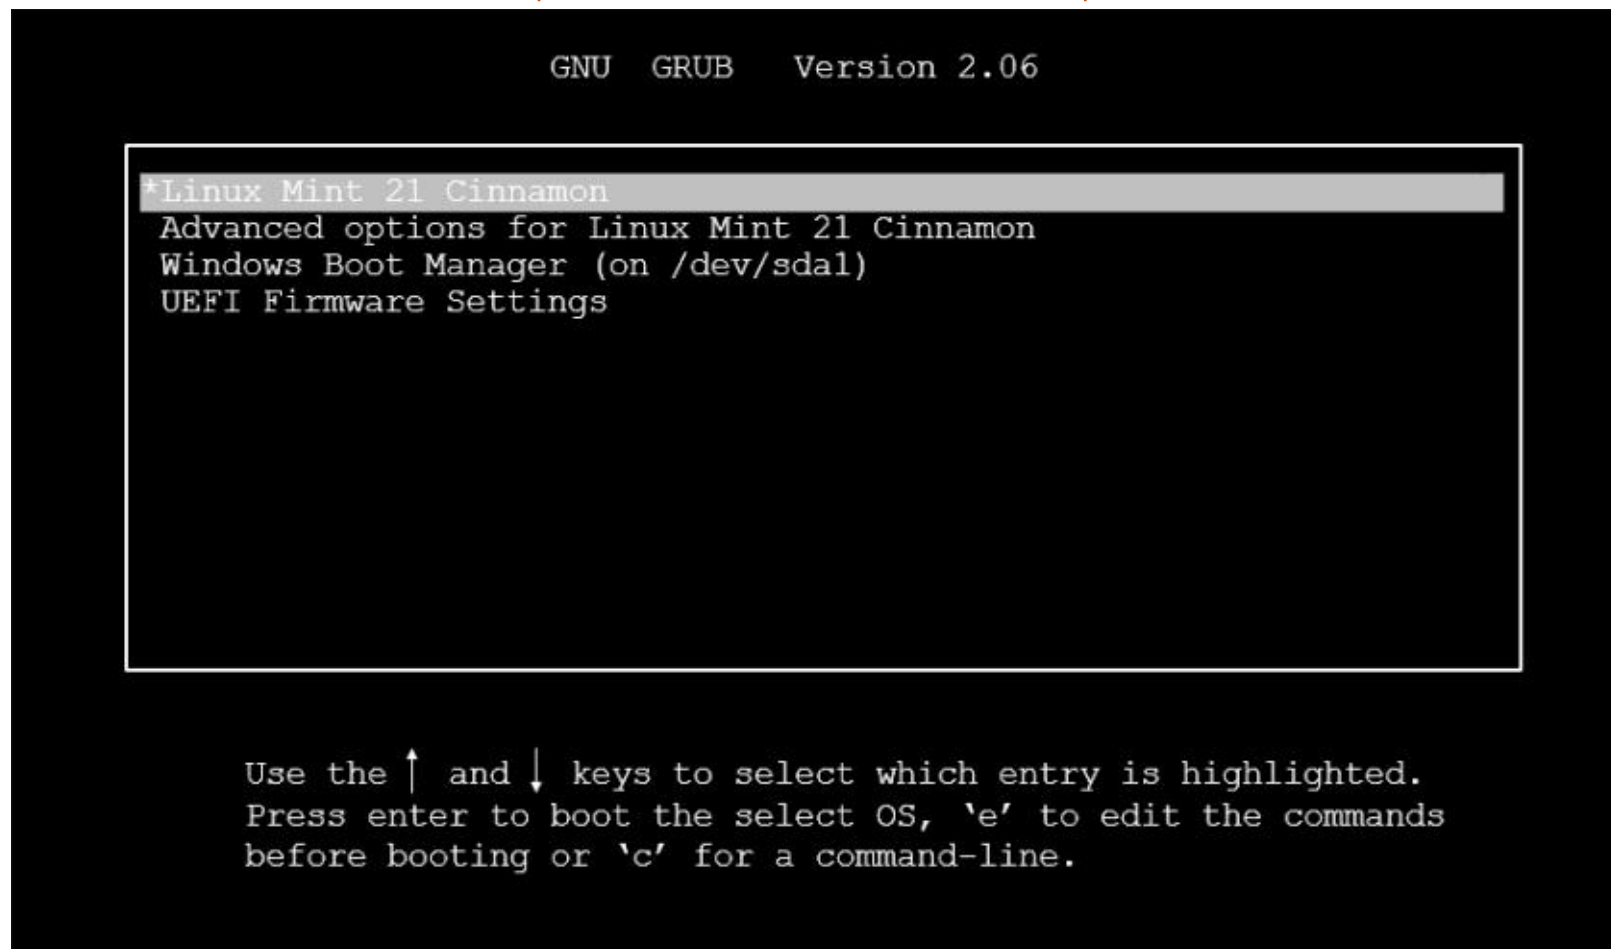 GNU GRUB Version 2.06
*Linux Mint 21 Cinnamon
Advanced options for Linux Mint 21 Cinnamon
Windows Boot Manager (on /dev/sda1)
UEFI Firmware Settings
Use the ↑ and ↓ keys to select which entry is highlighted.
Press enter to boot the select OS, ‵e′ to edit the commands
before booting or ‵c′ for a command-line.